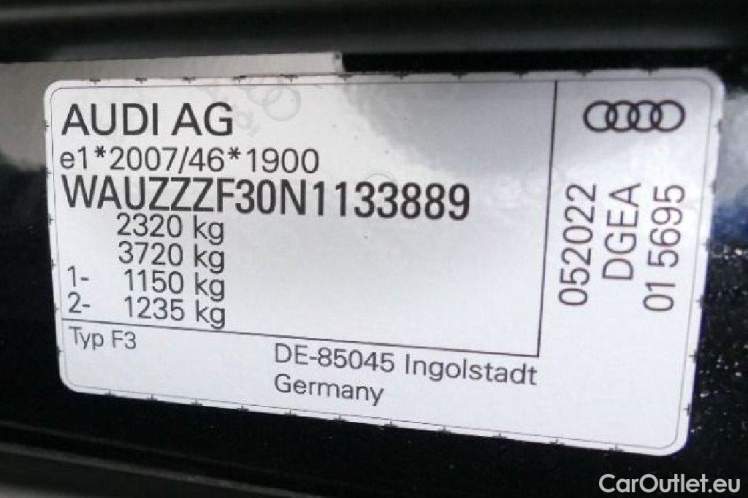 AUDI AG
e1*2007/46*1900
WAUZZZF30N1133889
2320 kg
3720 kg
1- 1150 kg
2- 1235 kg
Typ F3
DE-85045 Ingolstadt
Germany
052022
DGEA
01 5695
CarOutlet.eu